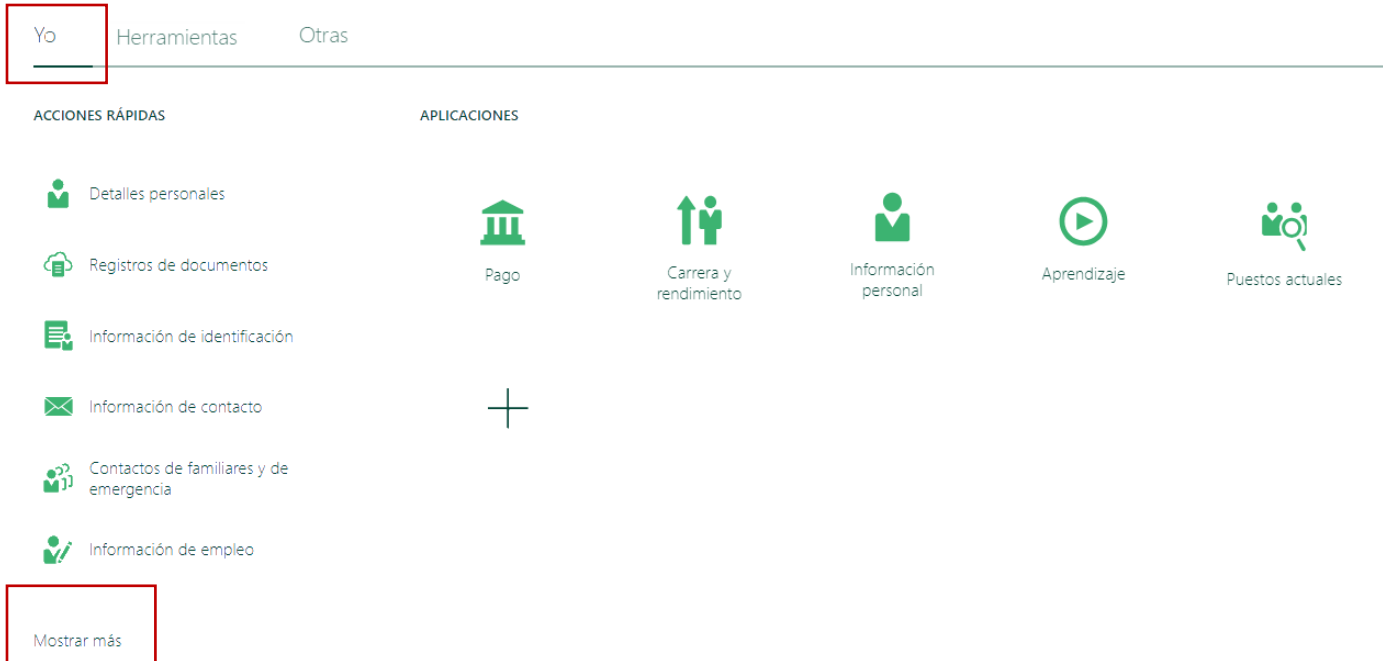 Yo
Herramientas
Otras
ACCIONES RÁPIDAS
Detalles personales
Registros de documentos
Información de identificación
Información de contacto
Contactos de familiares y de
emergencia
Información de empleo
Mostrar más
APLICACIONES
Pago
Carrera y
rendimiento
Información
personal
Aprendizaje
Puestos actuales